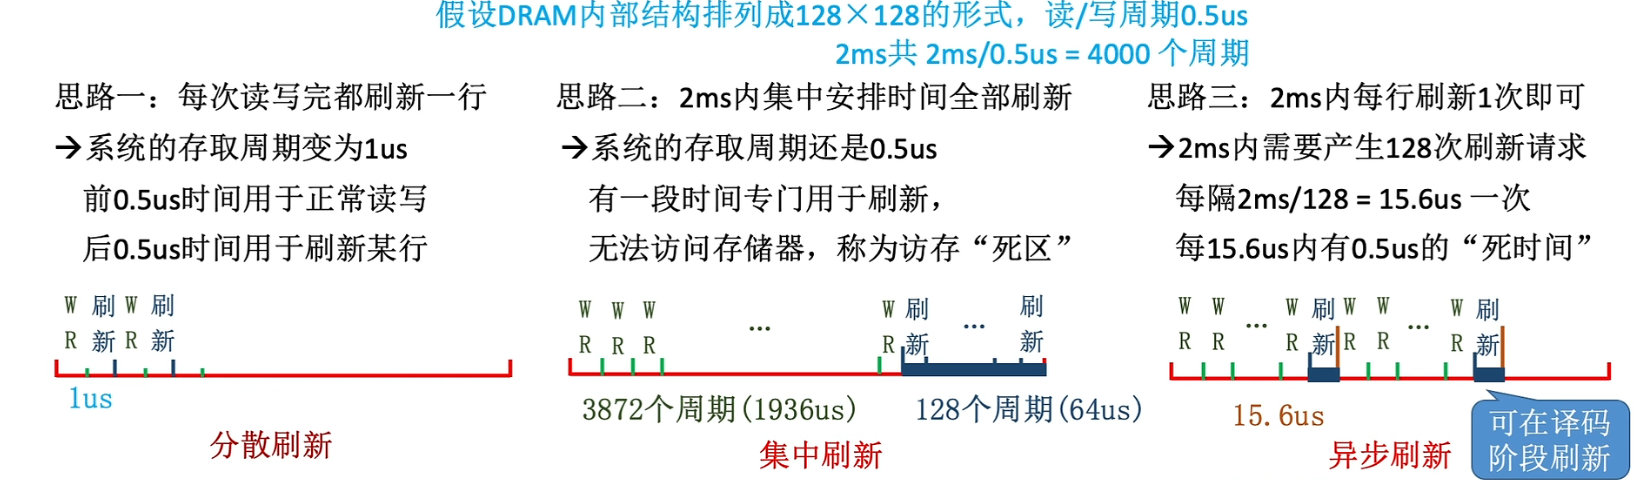 假设DRAM内部结构排列成128×128的形式，读/写周期0.5us
2ms共 2ms/0.5us = 4000 个周期
思路一：每次读写完都刷新一行
→系统的存取周期变为1us
前0.5us时间用于正常读写
后0.5us时间用于刷新某行
W 刷 W 刷
R 新 R 新
1us
分散刷新
思路二：2ms内集中安排时间全部刷新
→系统的存取周期还是0.5us
有一段时间专门用于刷新，
无法访问存储器，称为访存“死区”
W W W ... W 刷 ... 刷
R R R R 新 新
3872个周期(1936us) 128个周期(64us)
集中刷新
思路三：2ms内每行刷新1次即可
→2ms内需要产生128次刷新请求
每隔2ms/128 = 15.6us 一次
每15.6us内有0.5us的“死时间”
W W ... W 刷 W W ... W 刷
R R R 新 R R R 新
15.6us
异步刷新
可在译码
阶段刷新